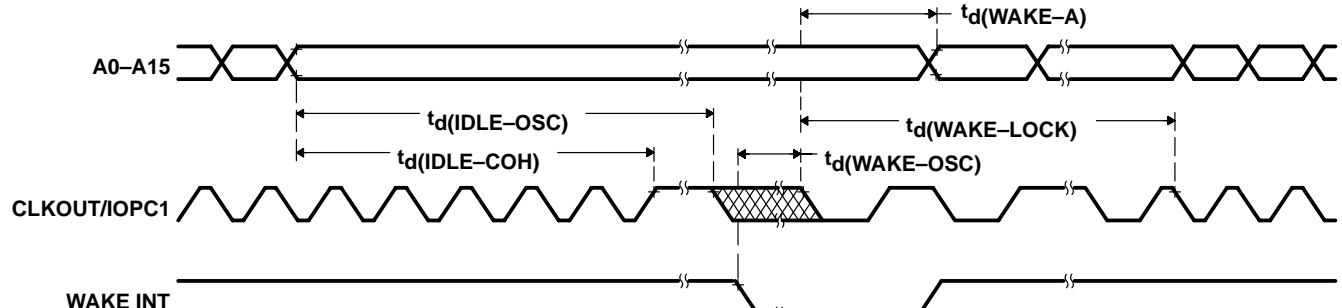 td(WAKE–A)
A0–A15
td(IDLE–OSC)
td(WAKE–LOCK)
td(IDLE–COH)
td(WAKE–OSC)
CLKOUT/IOPC1
WAKE INT